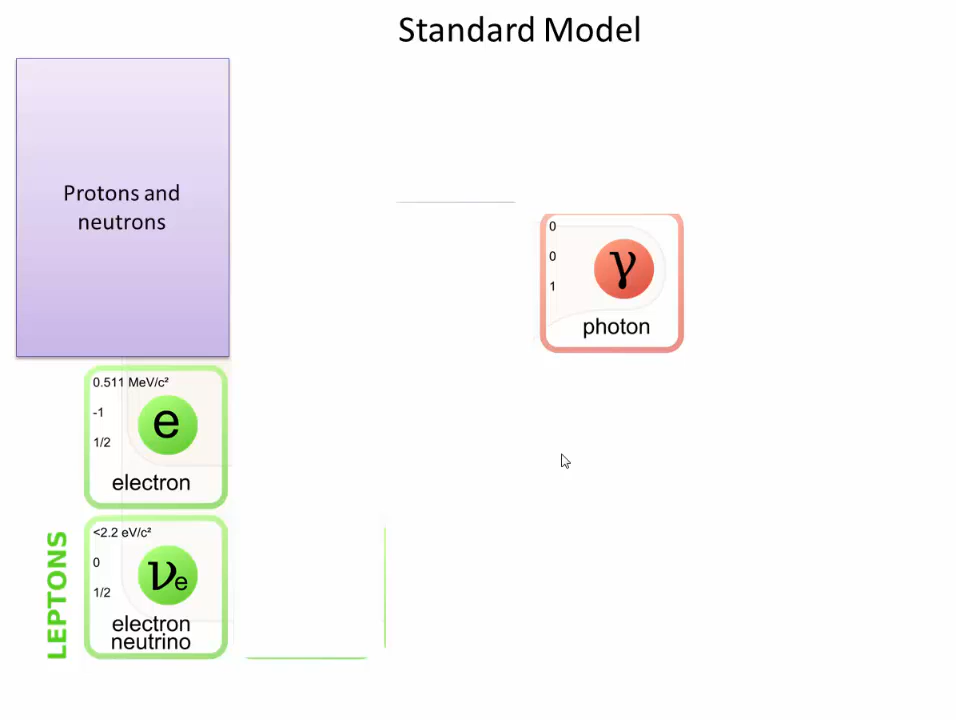 Standard Model
Protons and
neutrons
0
0
1
γ
photon
0.511 MeV/c²
-1
1/2
e
electron
LEPTONS
<2.2 eV/c²
0
1/2
νe
electron
neutrino